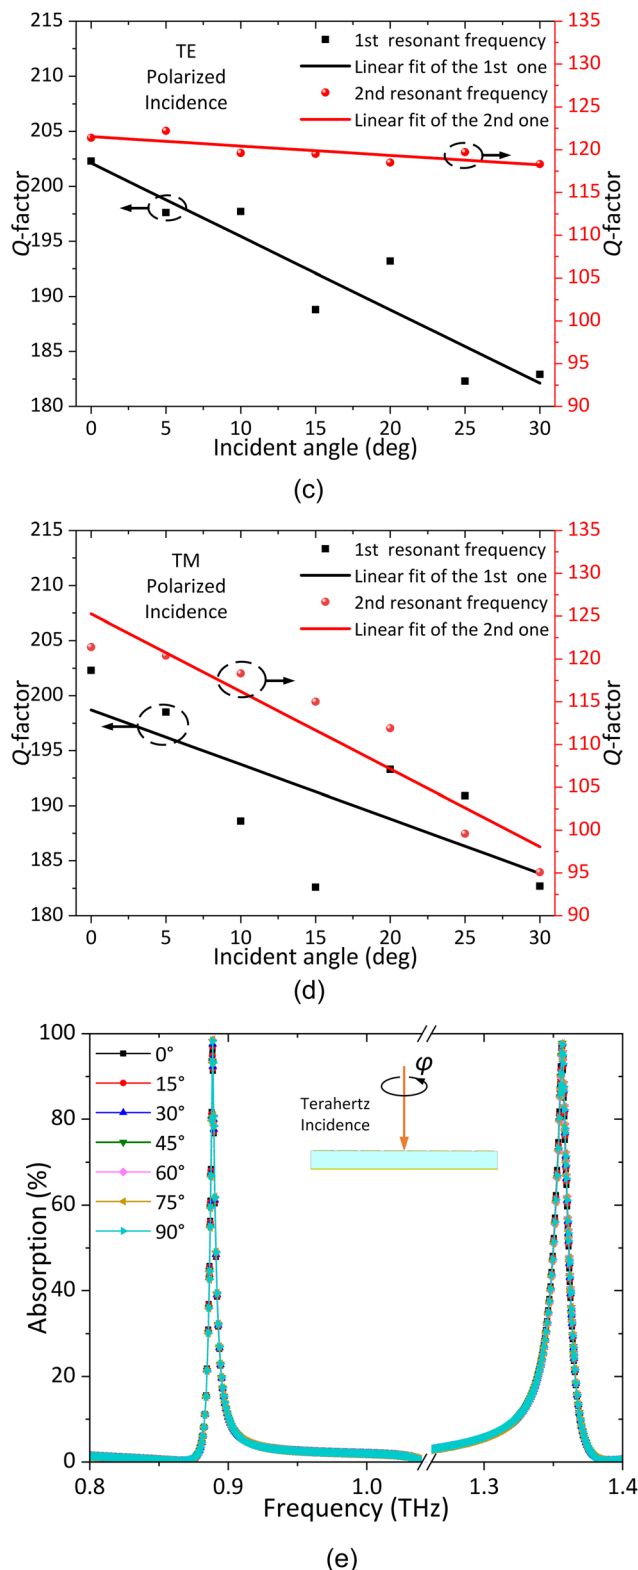 TE
Polarized
Incidence
1st resonant frequency
Linear fit of the 1st one
2nd resonant frequency
Linear fit of the 2nd one
215
210
205
200
195
190
185
180
Q-factor
135
130
125
120
115
110
105
100
95
90
Q-factor
0 5 10 15 20 25 30
Incident angle (deg)
(c)
TM
Polarized
Incidence
1st resonant frequency
Linear fit of the 1st one
2nd resonant frequency
Linear fit of the 2nd one
215
210
205
200
195
190
185
180
Q-factor
135
130
125
120
115
110
105
100
95
90
Q-factor
0 5 10 15 20 25 30
Incident angle (deg)
(d)
100
80
60
40
20
0
Absorption (%)
0°
15°
30°
45°
60°
75°
90°
φ
Terahertz
Incidence
0.8 0.9 1.0 1.3 1.4
Frequency (THz)
(e)